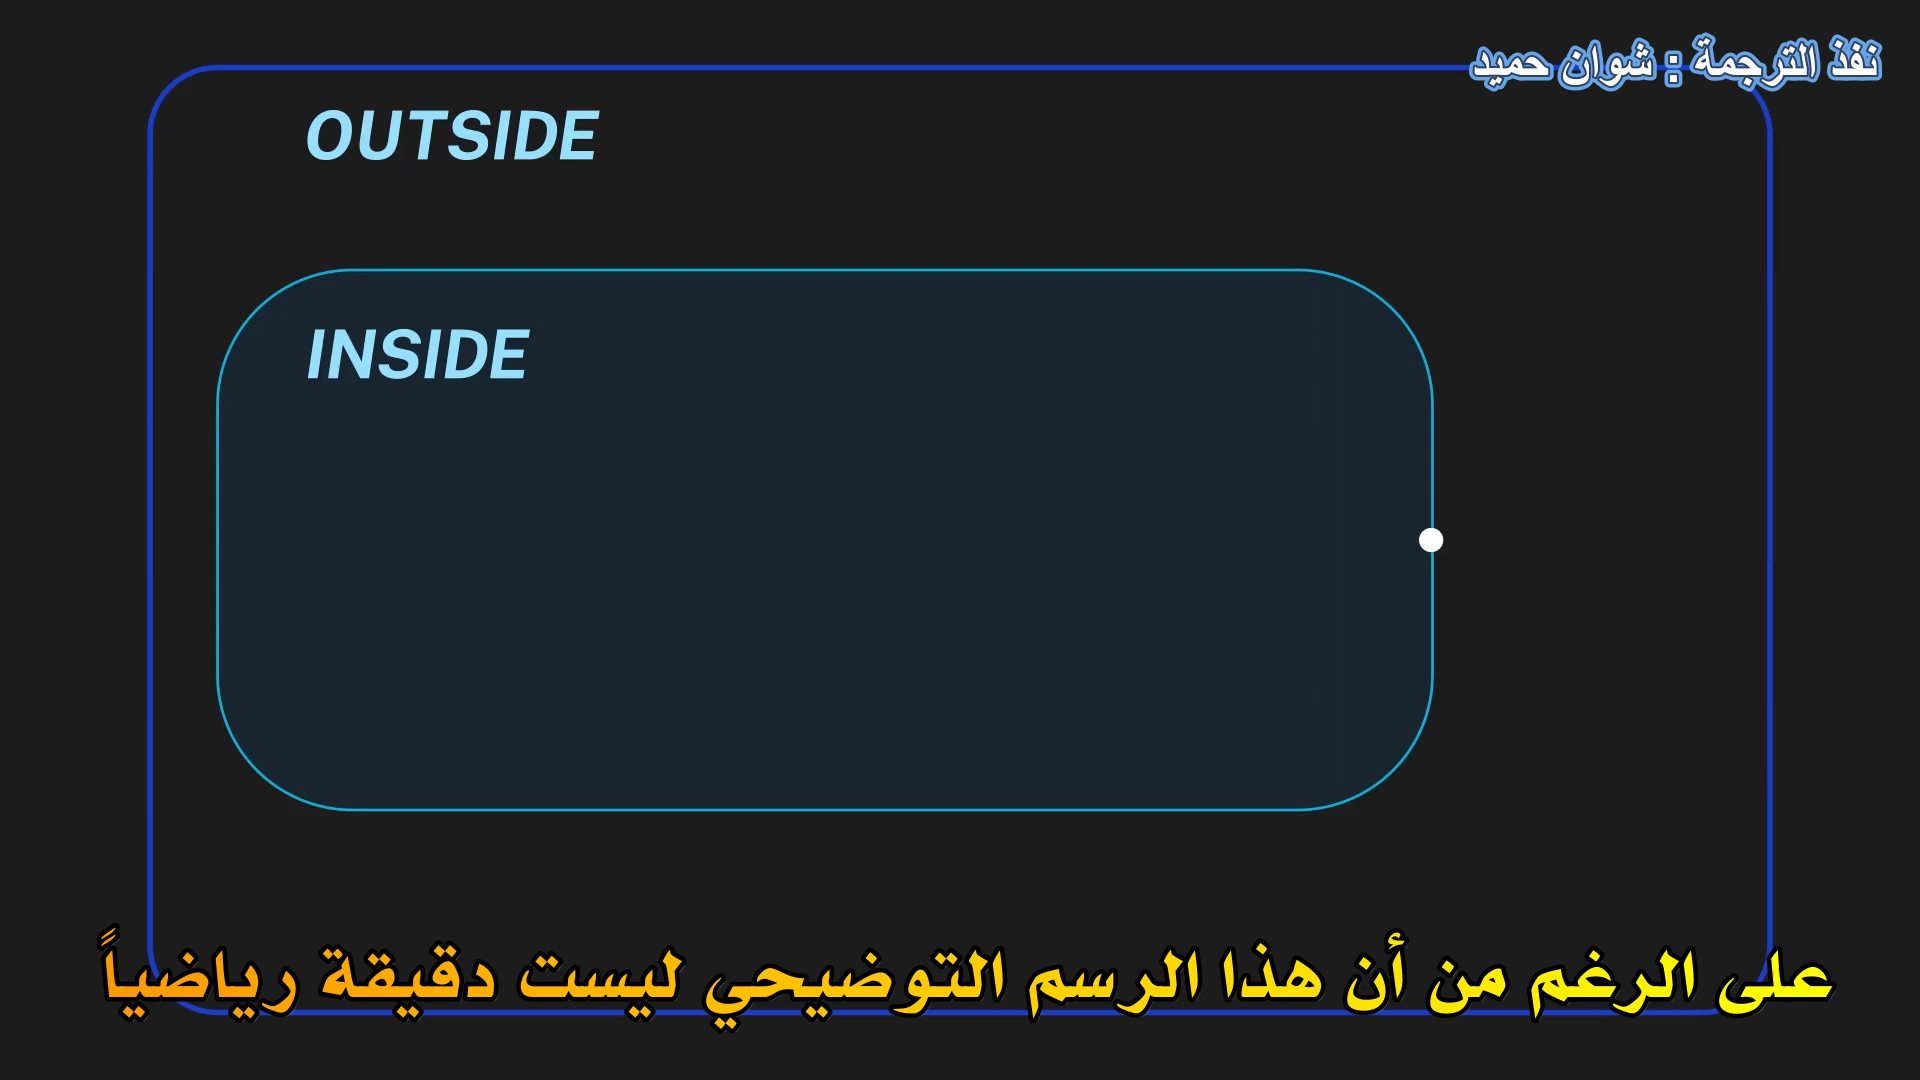 نفذ الترجمة : شوان حميد
OUTSIDE
INSIDE
على الرغم من أن هذا الرسم التوضيحي ليست دقيقة رياضياً